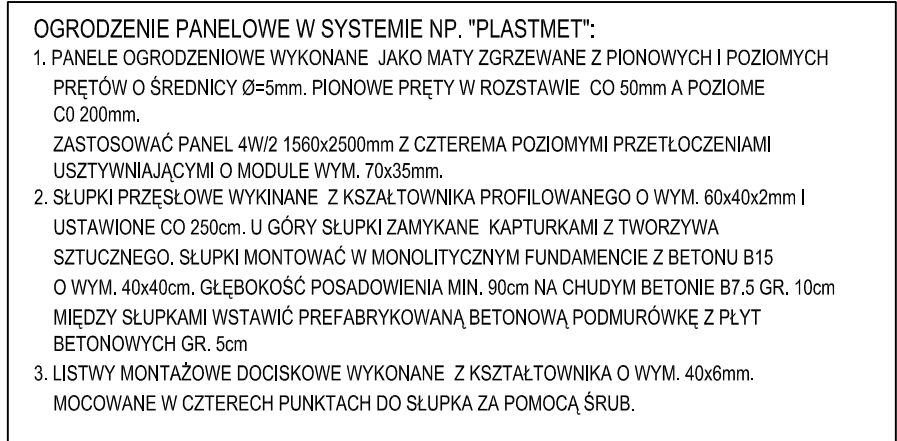 OGRODZENIE PANELOWE W SYSTEMIE NP. "PLASTMET":
1. PANELE OGRODZENIOWE WYKONANE JAKO MATY ZGRZEWANE Z PIONOWYCH I POZIOMYCH
PRĘTÓW O ŚREDNICY Ø=5mm. PIONOWE PRĘTY W ROZSTAWIE CO 50mm A POZIOME
C0 200mm.
ZASTOSOWAĆ PANEL 4W/2 1560x2500mm Z CZTEREMA POZIOMYMI PRZETŁOCZENIAMI
USZTYWNIAJĄCYMI O MODULE WYM. 70x35mm.
2. SŁUPKI PRZĘSŁOWE WYKINANE Z KSZAŁTOWNIKA PROFILOWANEGO O WYM. 60x40x2mm I
USTAWIONE CO 250cm. U GÓRY SŁUPKI ZAMYKANE KAPTURKAMI Z TWORZYWA
SZTUCZNEGO. SŁUPKI MONTOWAĆ W MONOLITYCZNYM FUNDAMENCIE Z BETONU B15
O WYM. 40x40cm. GŁĘBOKOŚĆ POSADOWIENIA MIN. 90cm NA CHUDYM BETONIE B7.5 GR. 10cm
MIĘDZY SŁUPKAMI WSTAWIĆ PREFABRYKOWANĄ BETONOWĄ PODMURÓWKĘ Z PŁYT
BETONOWYCH GR. 5cm
3. LISTWY MONTAŻOWE DOCISKOWE WYKONANE Z KSZTAŁTOWNIKA O WYM. 40x6mm.
MOCOWANE W CZTERECH PUNKTACH DO SŁUPKA ZA POMOCĄ ŚRUB.